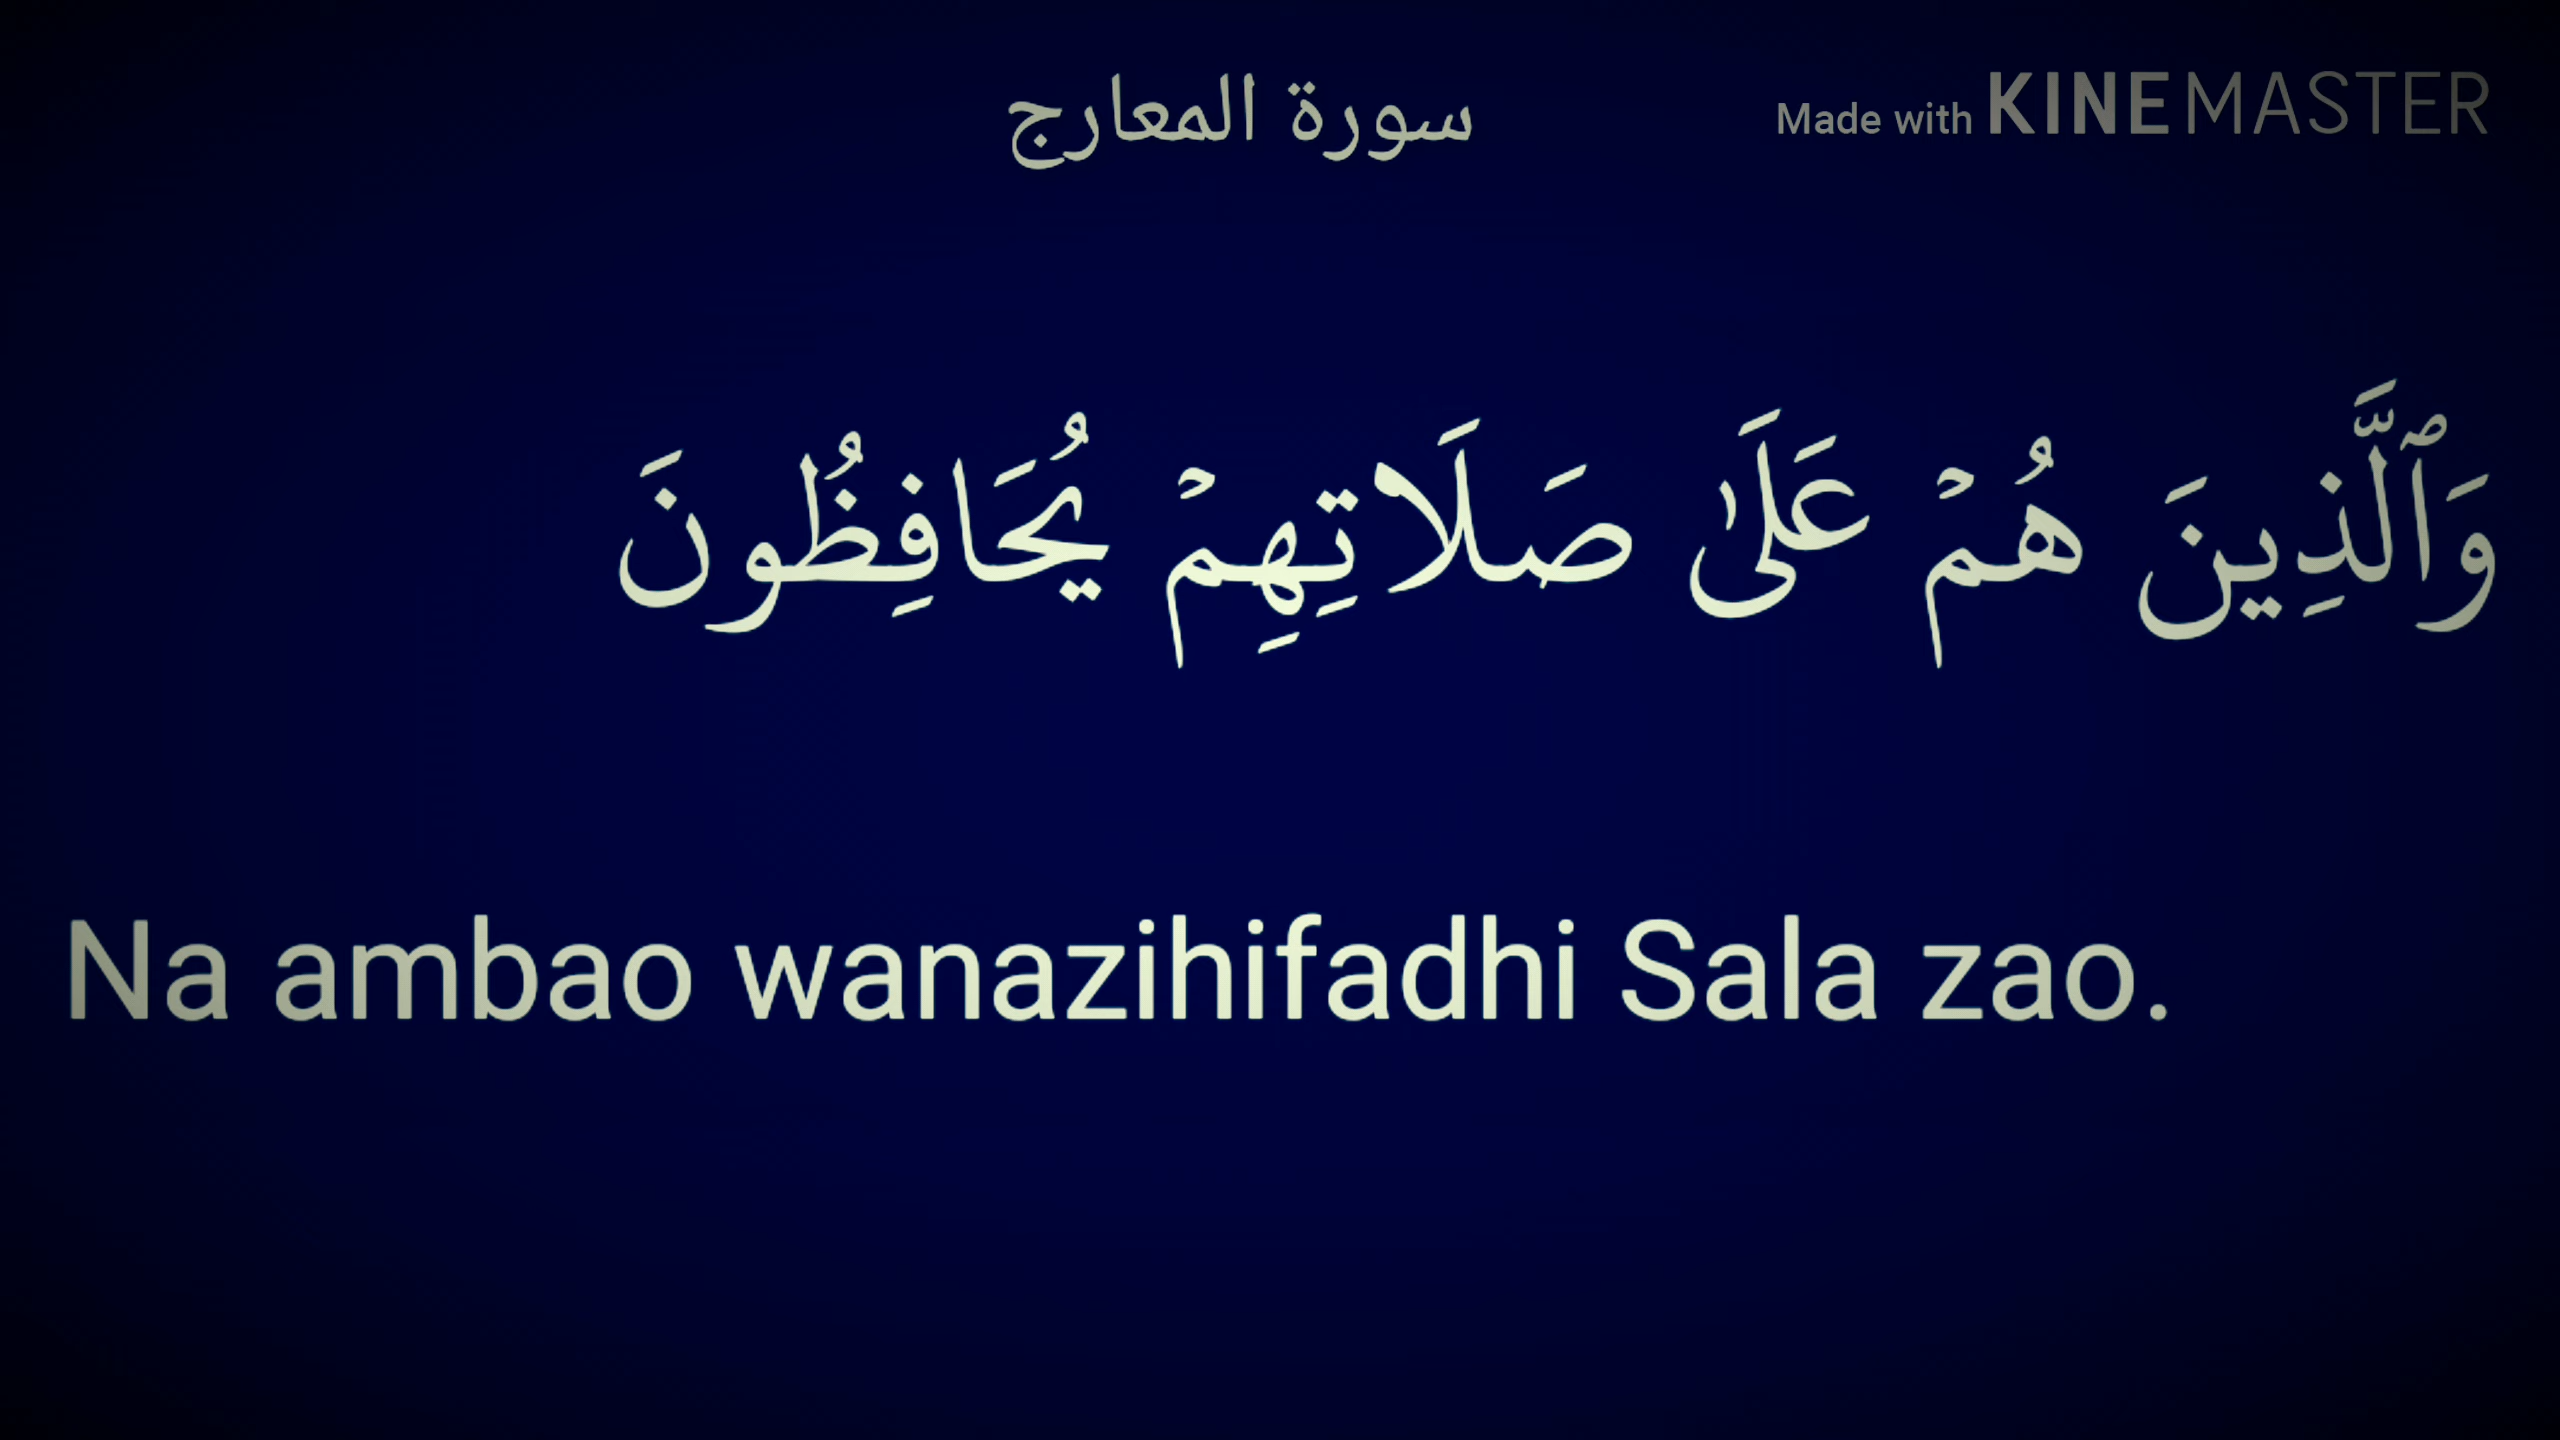 سورة المعارج
Made with KINEMASTER
وَٱلَّذِينَ هُمْ عَلَىٰ صَلَاتِهِمْ يُحَافِظُونَ
Na ambao wanazihifadhi Sala zao.